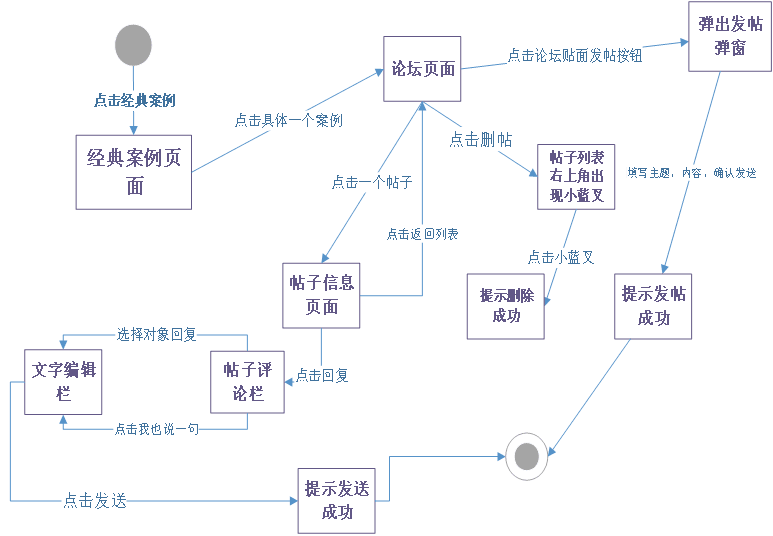 弹出发帖
弹窗
论坛页面
点击论坛贴面发帖按钮
点击经典案例
点击具体一个案例
经典案例页
面
点击删帖
帖子列表
右上角出
现小蓝叉
点击一个帖子
填写主题，内容，确认发送
点击返回列表
点击小蓝叉
帖子信息
页面
提示删除
成功
提示发帖
成功
选择对象回复
文字编辑
栏
帖子评
论栏
点击回复
点击我也说一句
点击发送
提示发送
成功